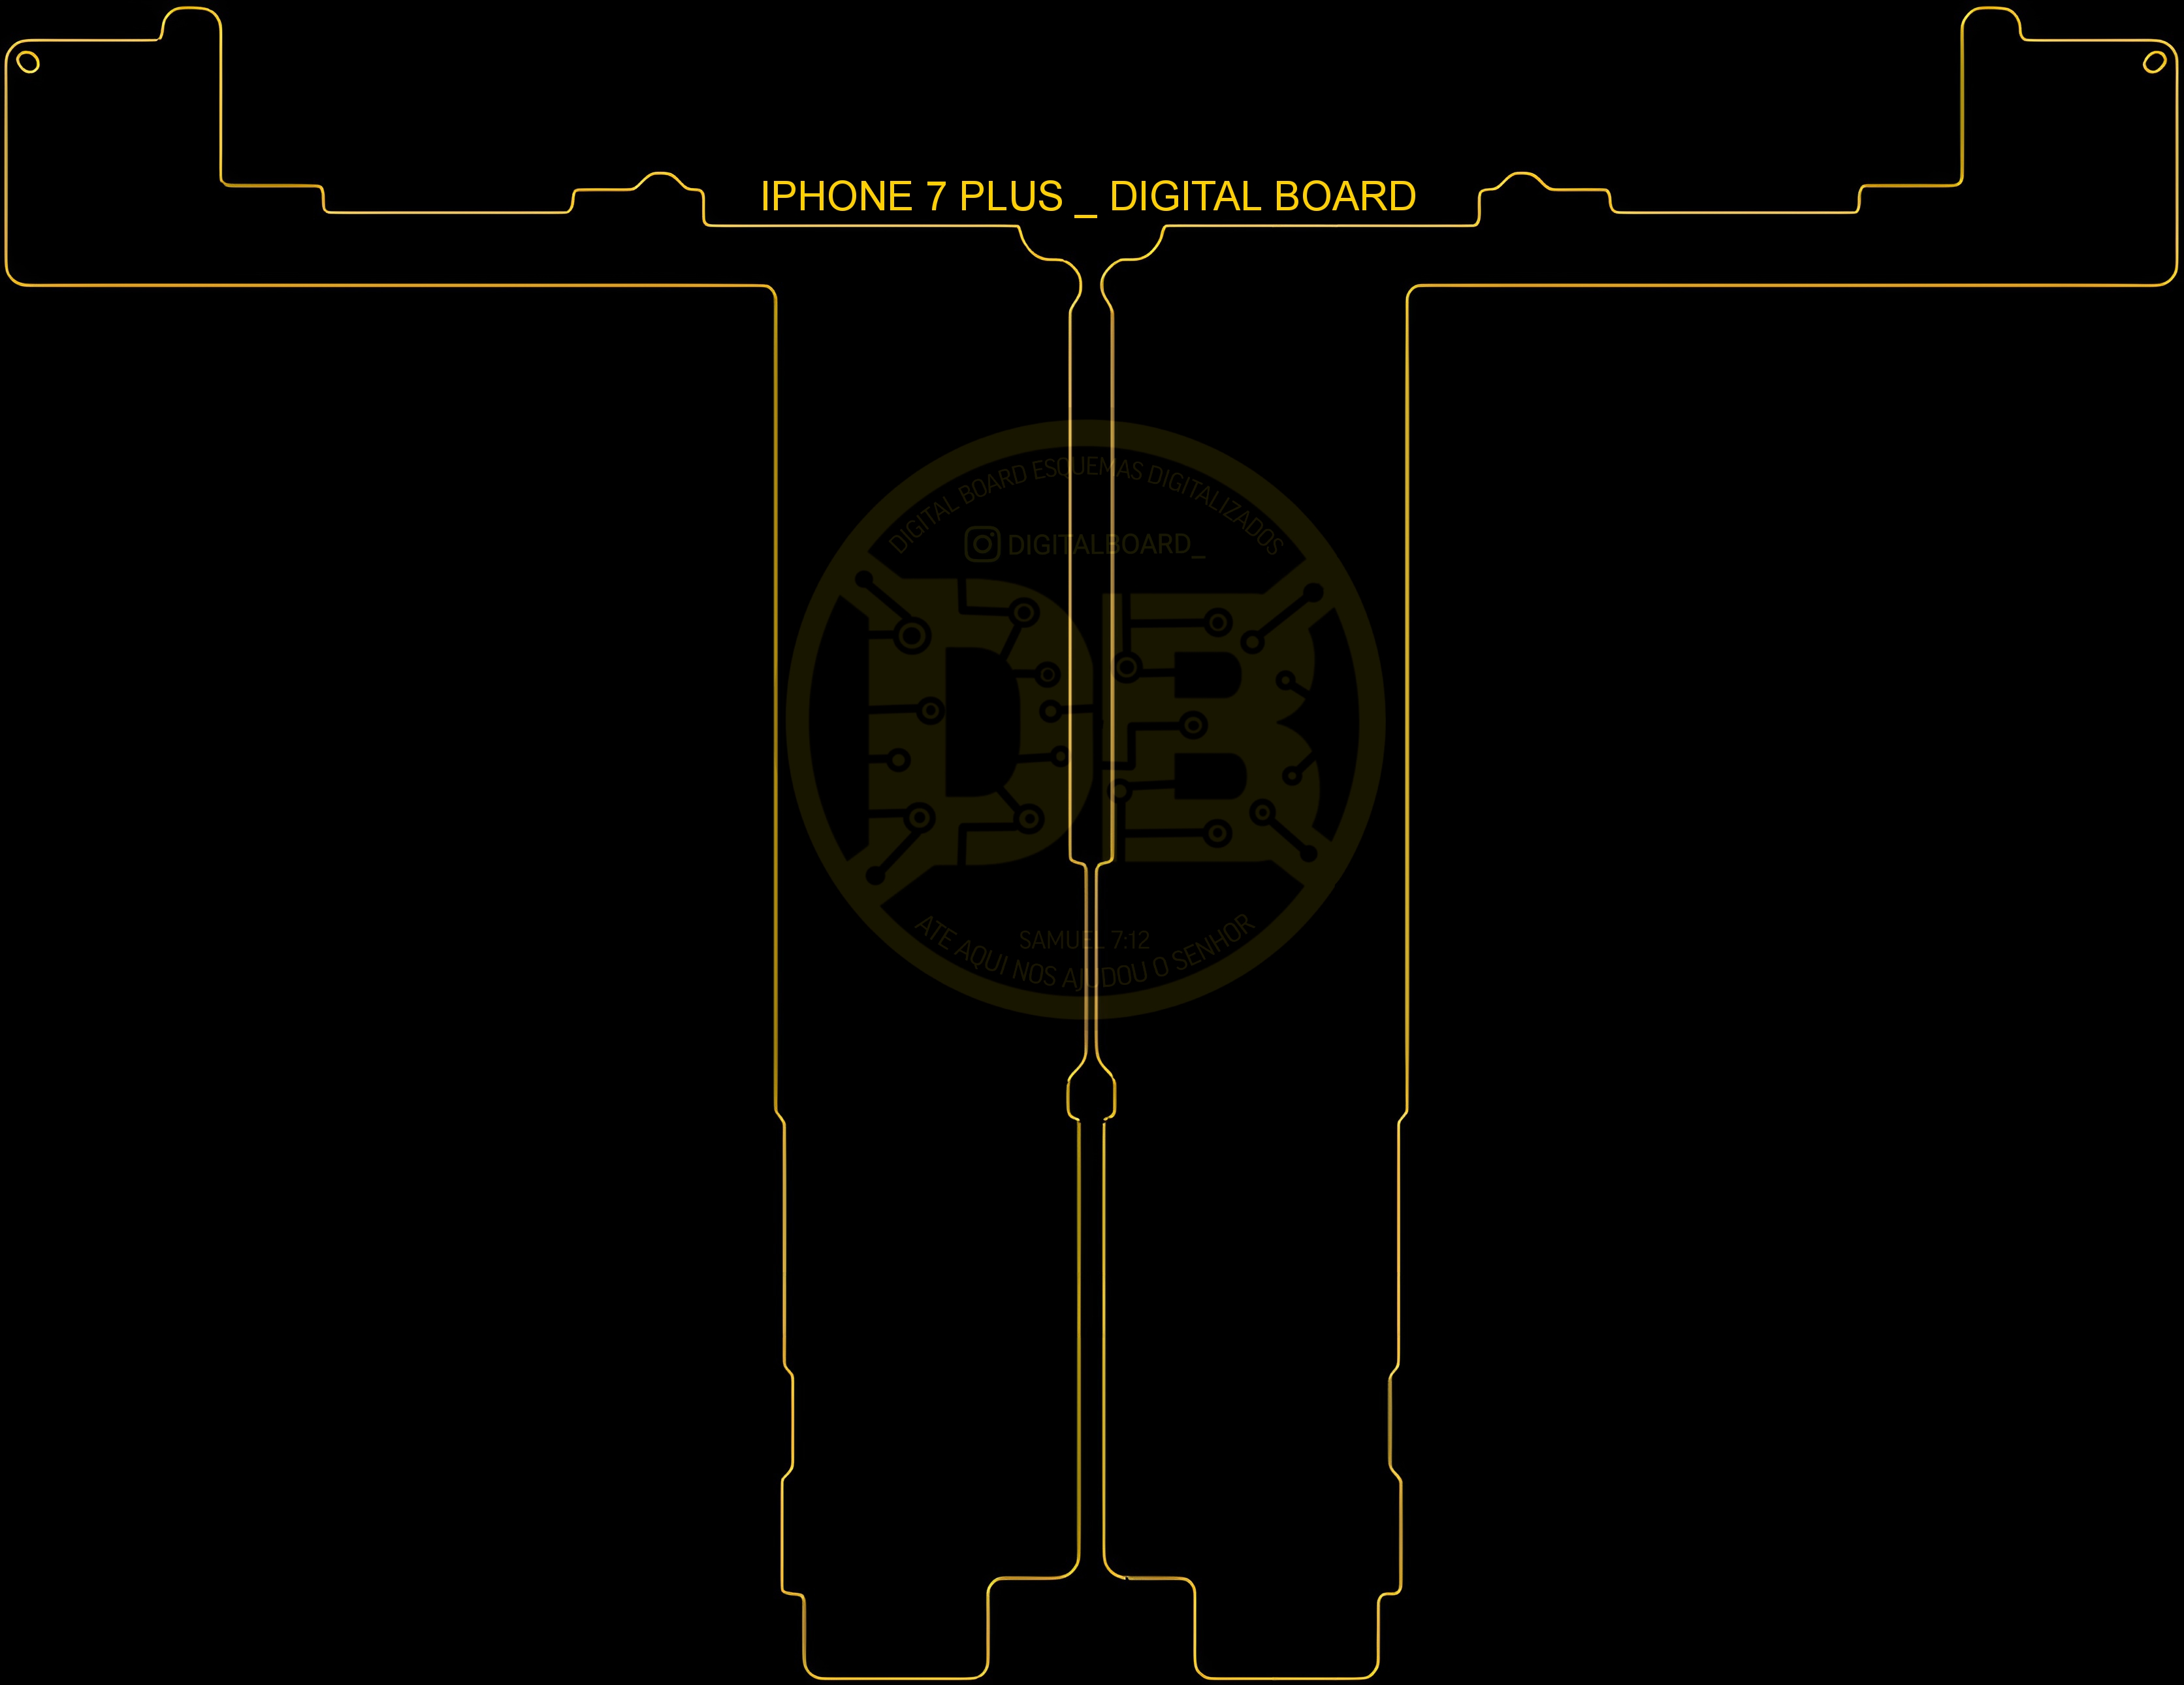 IPHONE 7 PLUS _ DIGITAL BOARD
DIGITAL BOARD ESQUEMAS DIGITALIZADOS
DIGITALBOARD_
DB
SAMUEL 7:12
ATE AQUI NOS AJUDOU O SENHOR